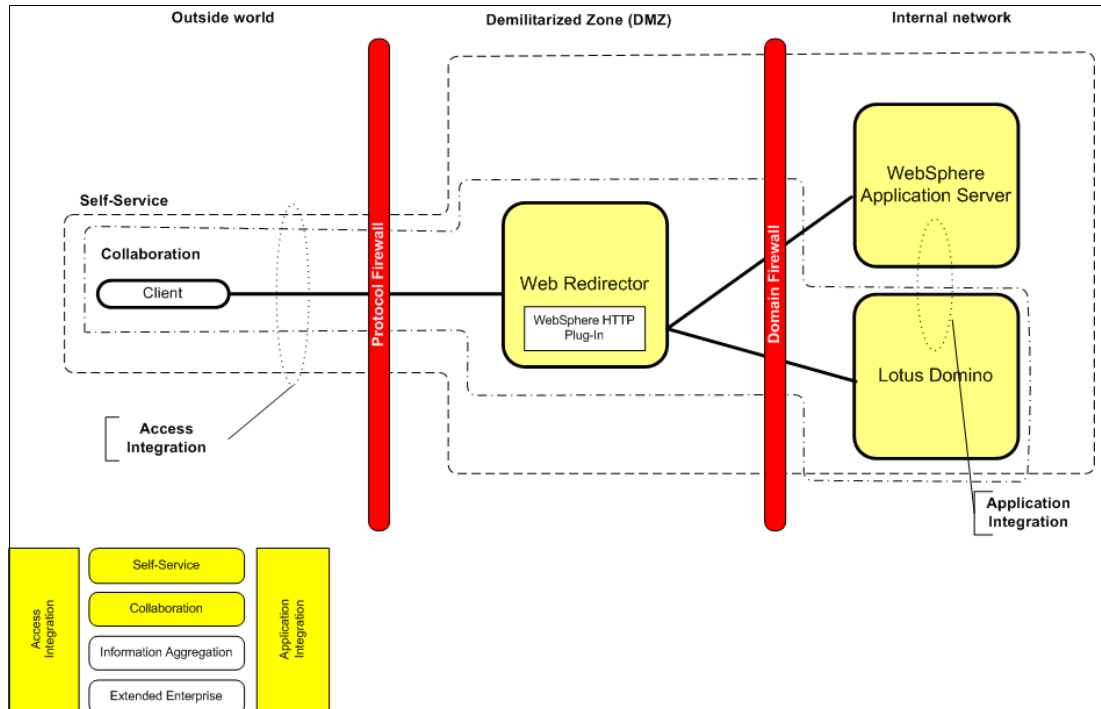 Outside world
Demilitarized Zone (DMZ)
Internal network
Self-Service
Collaboration
Client
Protocol Firewall
Web Redirector
WebSphere HTTP
Plug-In
Domain Firewall
WebSphere
Application Server
Lotus Domino
Access
Integration
Application
Integration
Access
Integration
Self-Service
Collaboration
Information Aggregation
Extended Enterprise
Application
Integration